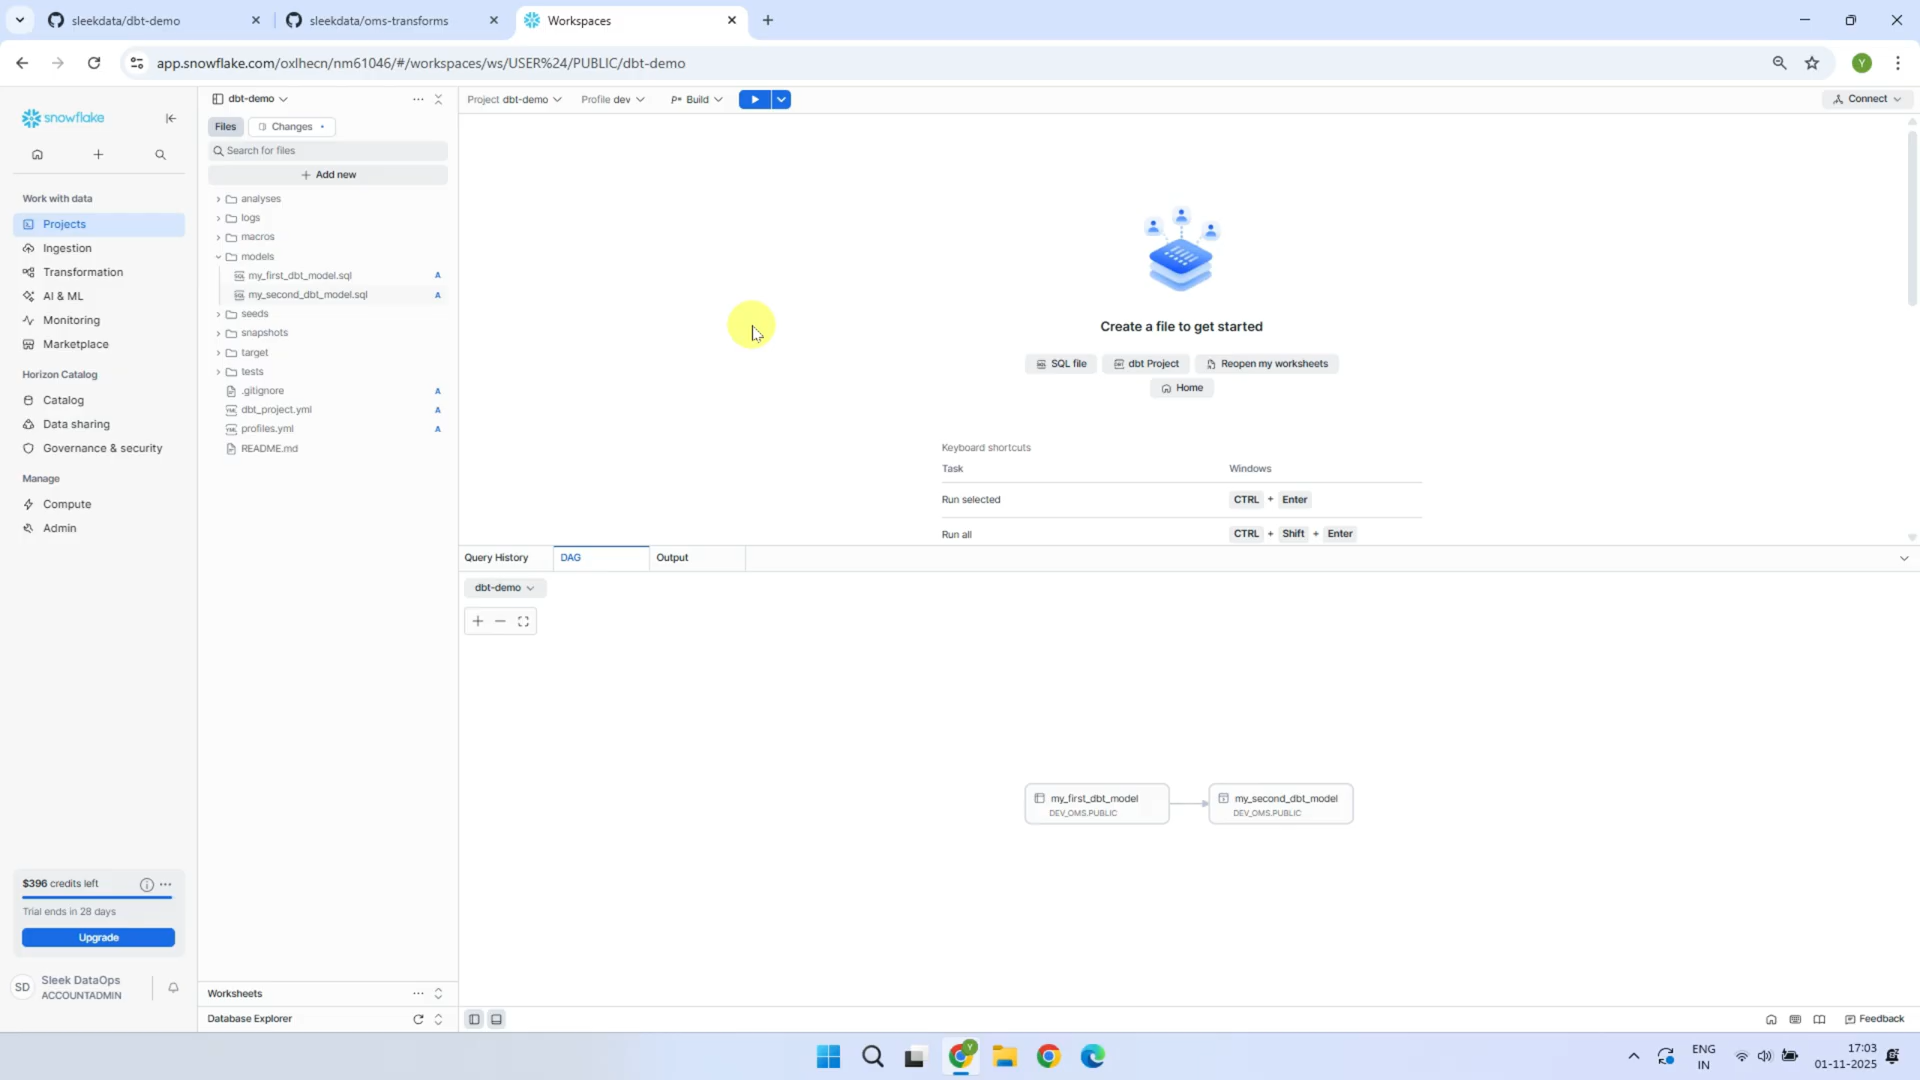 sleekdata/dbt-demo
sleekdata/oms-transforms
Workspaces
app.snowflake.com/oxlhecn/nm61046/#/workspaces/ws/USER%24/PUBLIC/dbt-demo
Y
snowflake
Work with data
Projects
Ingestion
Transformation
AI & ML
Monitoring
Marketplace
Horizon Catalog
Catalog
Data sharing
Governance & security
Manage
Compute
Admin
$396 credits left
Trial ends in 28 days
Upgrade
SD
Sleek DataOps
ACCOUNTADMIN
dbt-demo
Files
Changes
Search for files
Add new
analyses
logs
macros
models
my_first_dbt_model.sql A
my_second_dbt_model.sql A
seeds
snapshots
target
tests
.gitignore A
dbt_project.yml A
profiles.yml A
README.md
Worksheets
Database Explorer
Project dbt-demo
Profile dev
Build
Connect
Create a file to get started
SQL file
dbt Project
Reopen my worksheets
Home
Keyboard shortcuts
Task Windows
Run selected CTRL + Enter
Run all CTRL + Shift + Enter
Query History
DAG
Output
dbt-demo
my_first_dbt_model
DEV_OMS.PUBLIC
my_second_dbt_model
DEV_OMS.PUBLIC
Feedback
Y
ENG
IN
17:03
01-11-2025